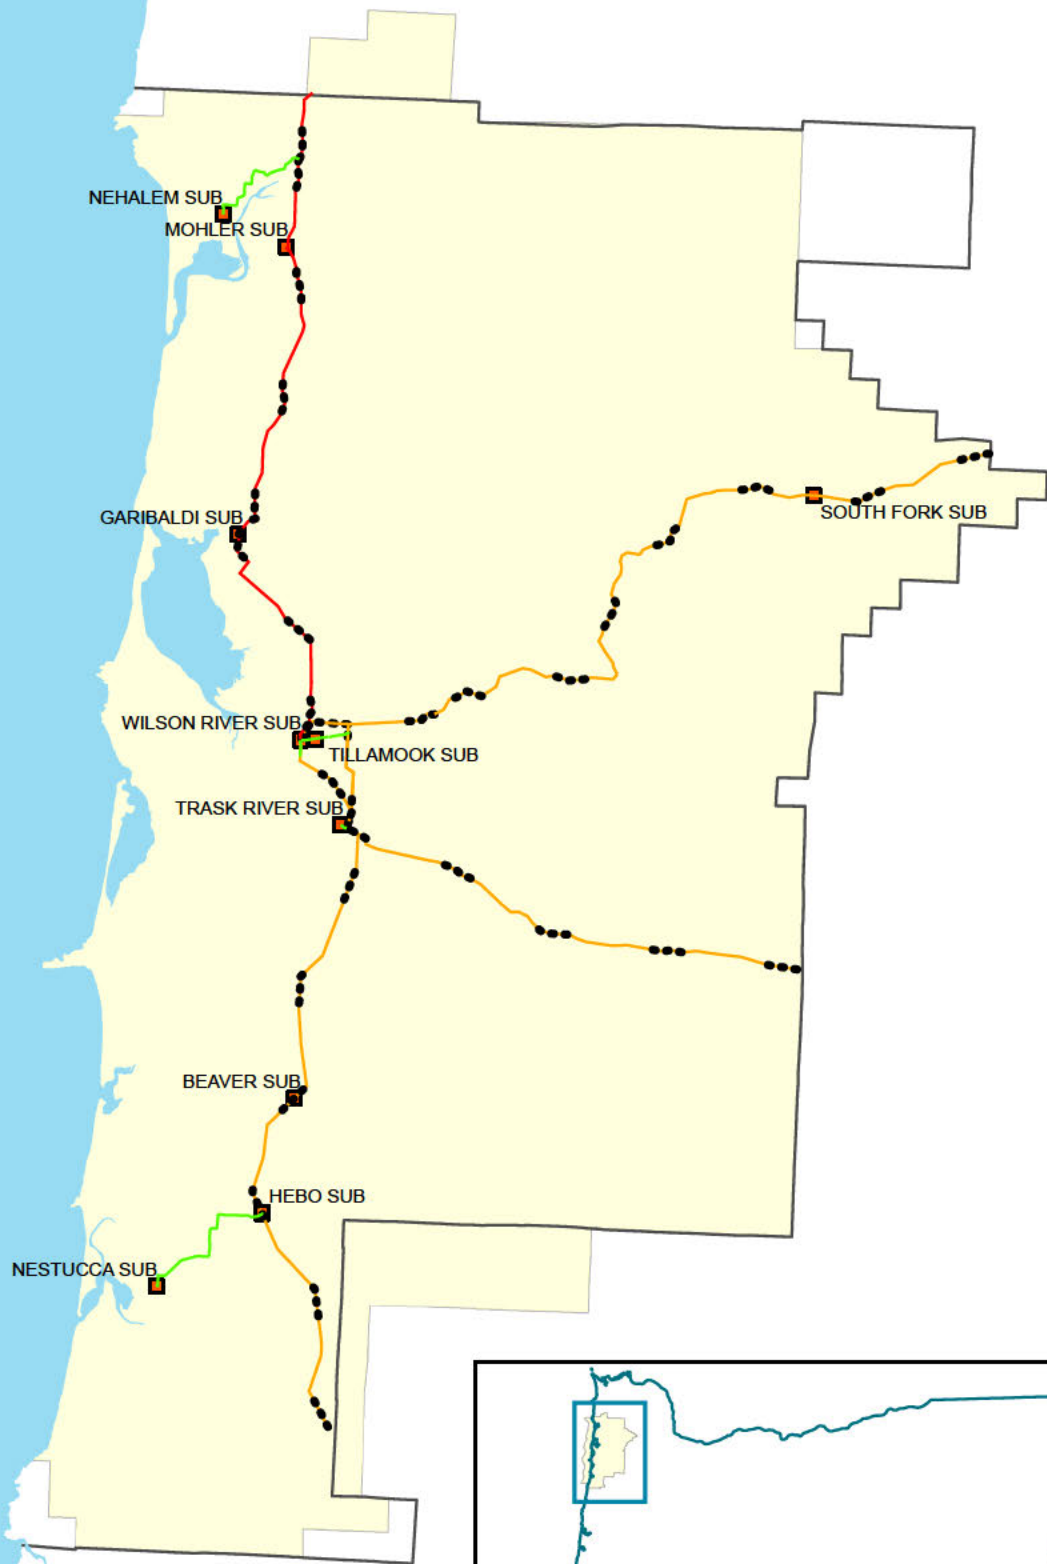 NEHALEM SUB
MOHLER SUB
GARIBALDI SUB
SOUTH FORK SUB
WILSON RIVER SUB
TILLAMOOK SUB
TRASK RIVER SUB
BEAVER SUB
HEBO SUB
NESTUCCA SUB